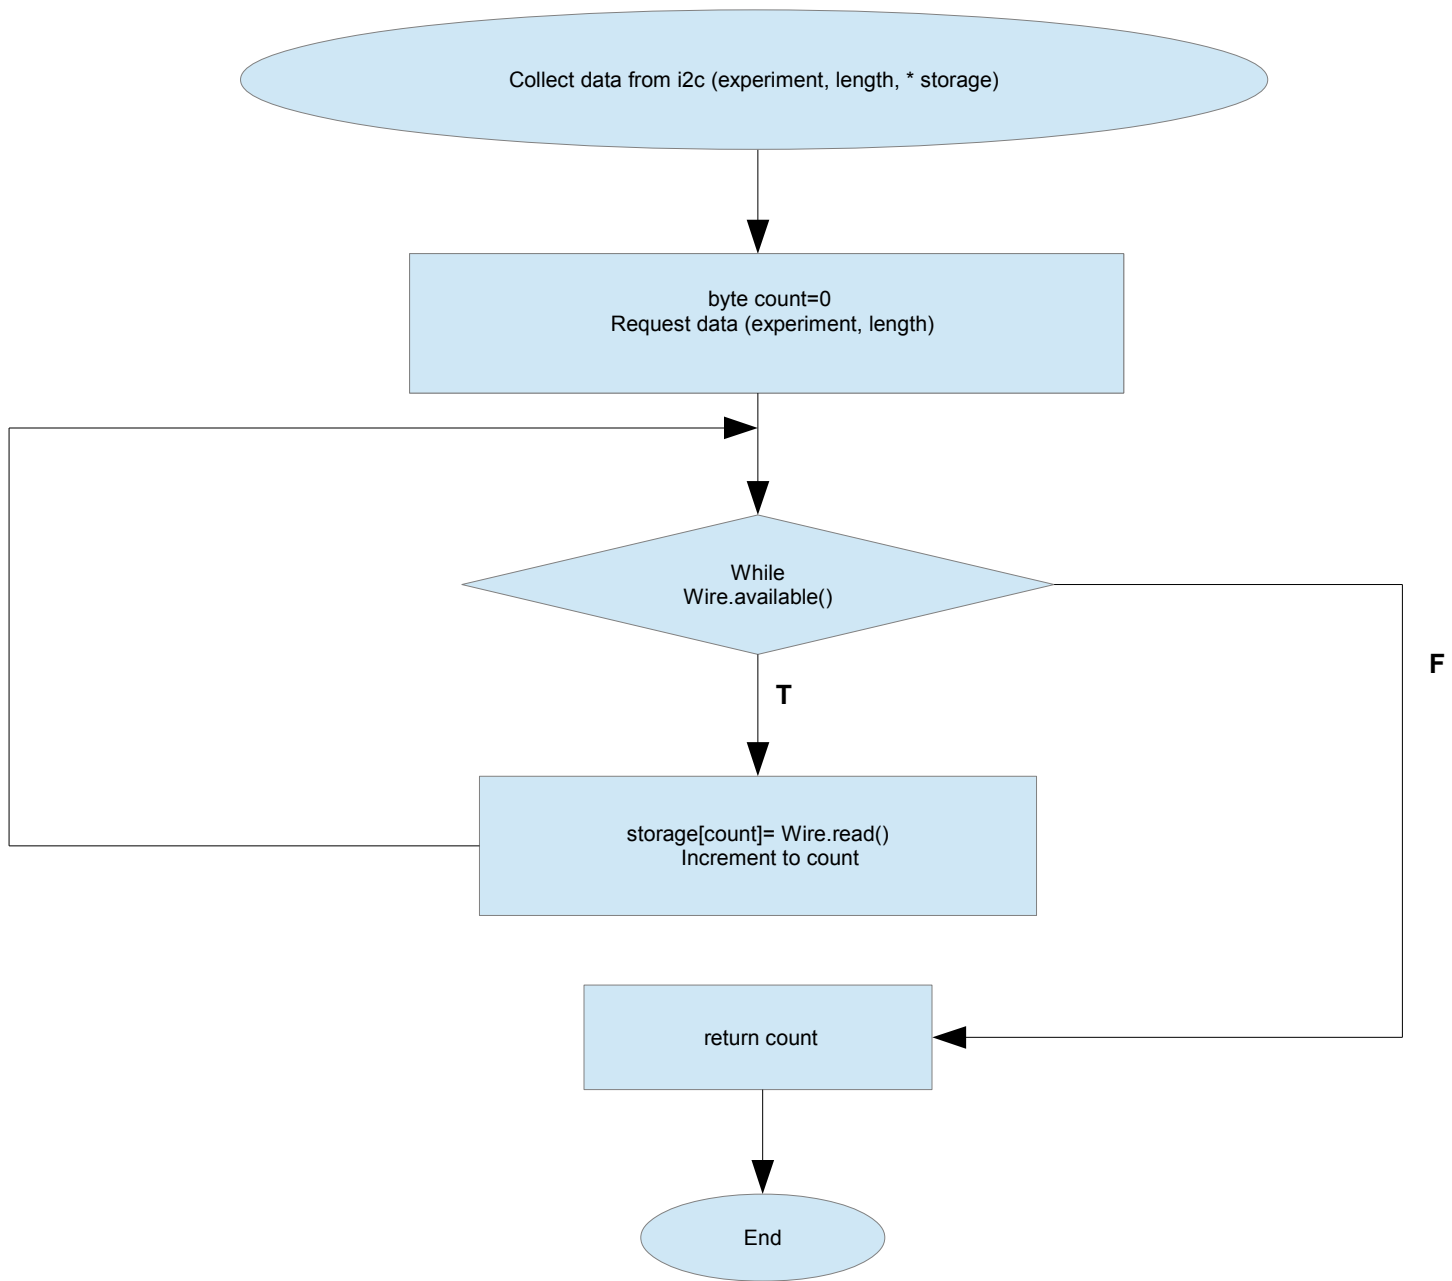 Collect data from i2c (experiment, length, * storage)
byte count=0
Request data (experiment, length)
While
Wire.available()
F
T
storage[count]= Wire.read()
Increment to count
return count
End